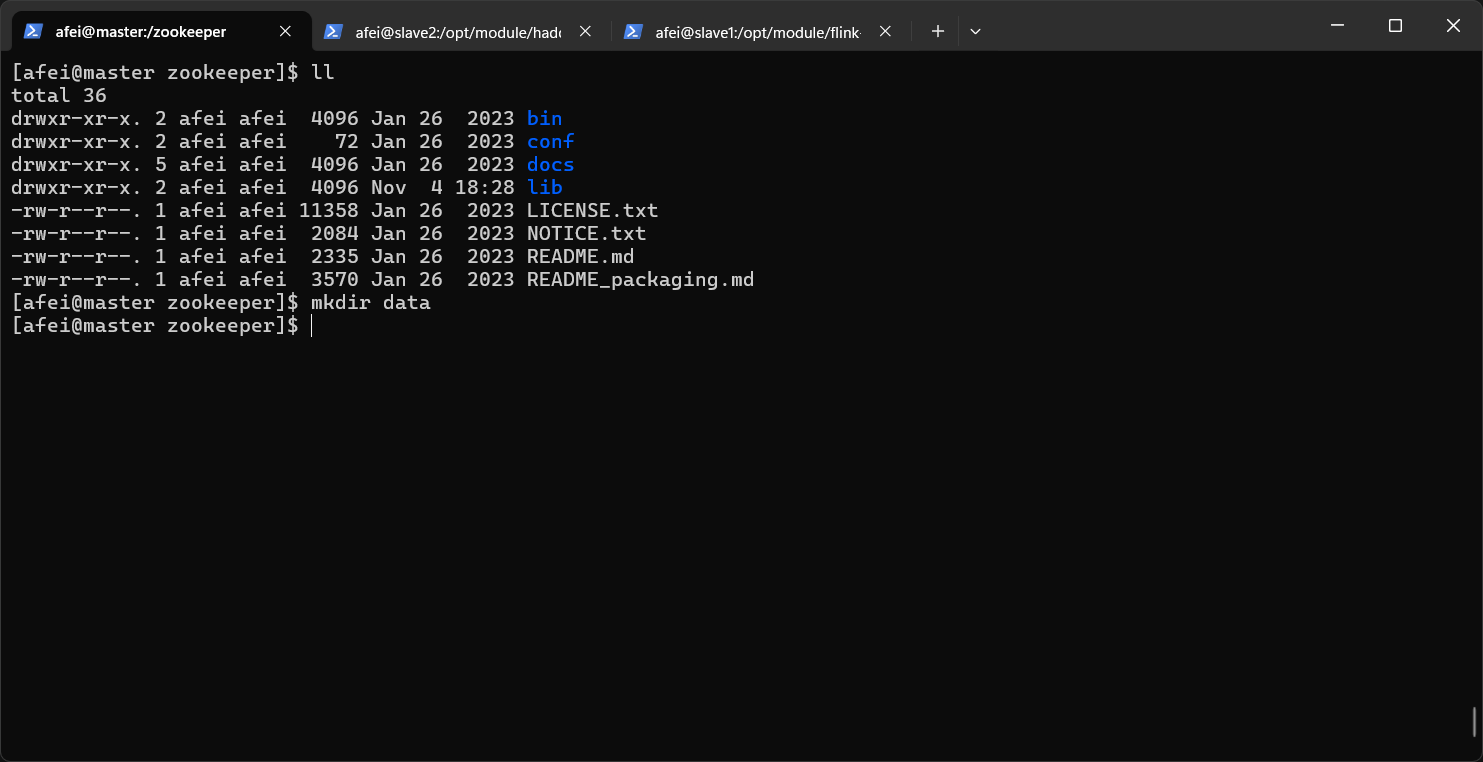 afei@master:/zookeeper
afei@slave2:/opt/module/hado
afei@slave1:/opt/module/flink-
[afei@master zookeeper]$ ll
total 36
drwxr-xr-x. 2 afei afei  4096 Jan 26  2023 bin
drwxr-xr-x. 2 afei afei    72 Jan 26  2023 conf
drwxr-xr-x. 5 afei afei  4096 Jan 26  2023 docs
drwxr-xr-x. 2 afei afei  4096 Nov  4 18:28 lib
-rw-r--r--. 1 afei afei 11358 Jan 26  2023 LICENSE.txt
-rw-r--r--. 1 afei afei  2084 Jan 26  2023 NOTICE.txt
-rw-r--r--. 1 afei afei  2335 Jan 26  2023 README.md
-rw-r--r--. 1 afei afei  3570 Jan 26  2023 README_packaging.md
[afei@master zookeeper]$ mkdir data
[afei@master zookeeper]$